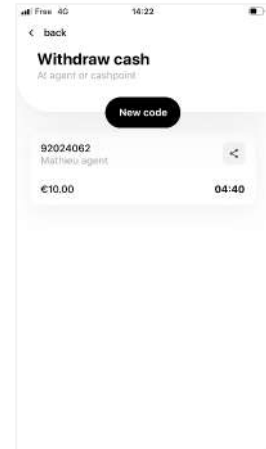 Free 4G 14:22
back
Withdraw cash
At agent or cashpoint
New code
92024062
Mathieu agent
€10.00 04:40